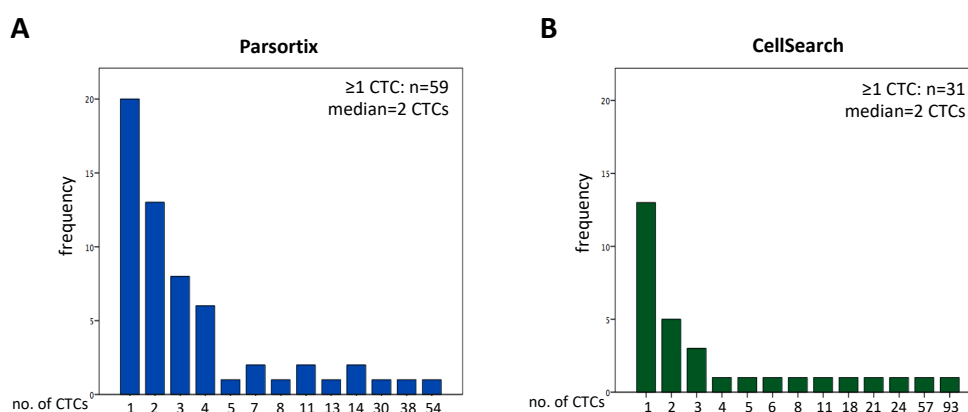 A
Parsortix
≥1 CTC: n=59
median=2 CTCs
frequency
20
15
10
5
0
no. of CTCs
1 2 3 4 5 7 8 11 13 14 30 38 54
B
CellSearch
≥1 CTC: n=31
median=2 CTCs
frequency
20
15
10
5
0
no. of CTCs
1 2 3 4 5 6 8 11 18 21 24 57 93